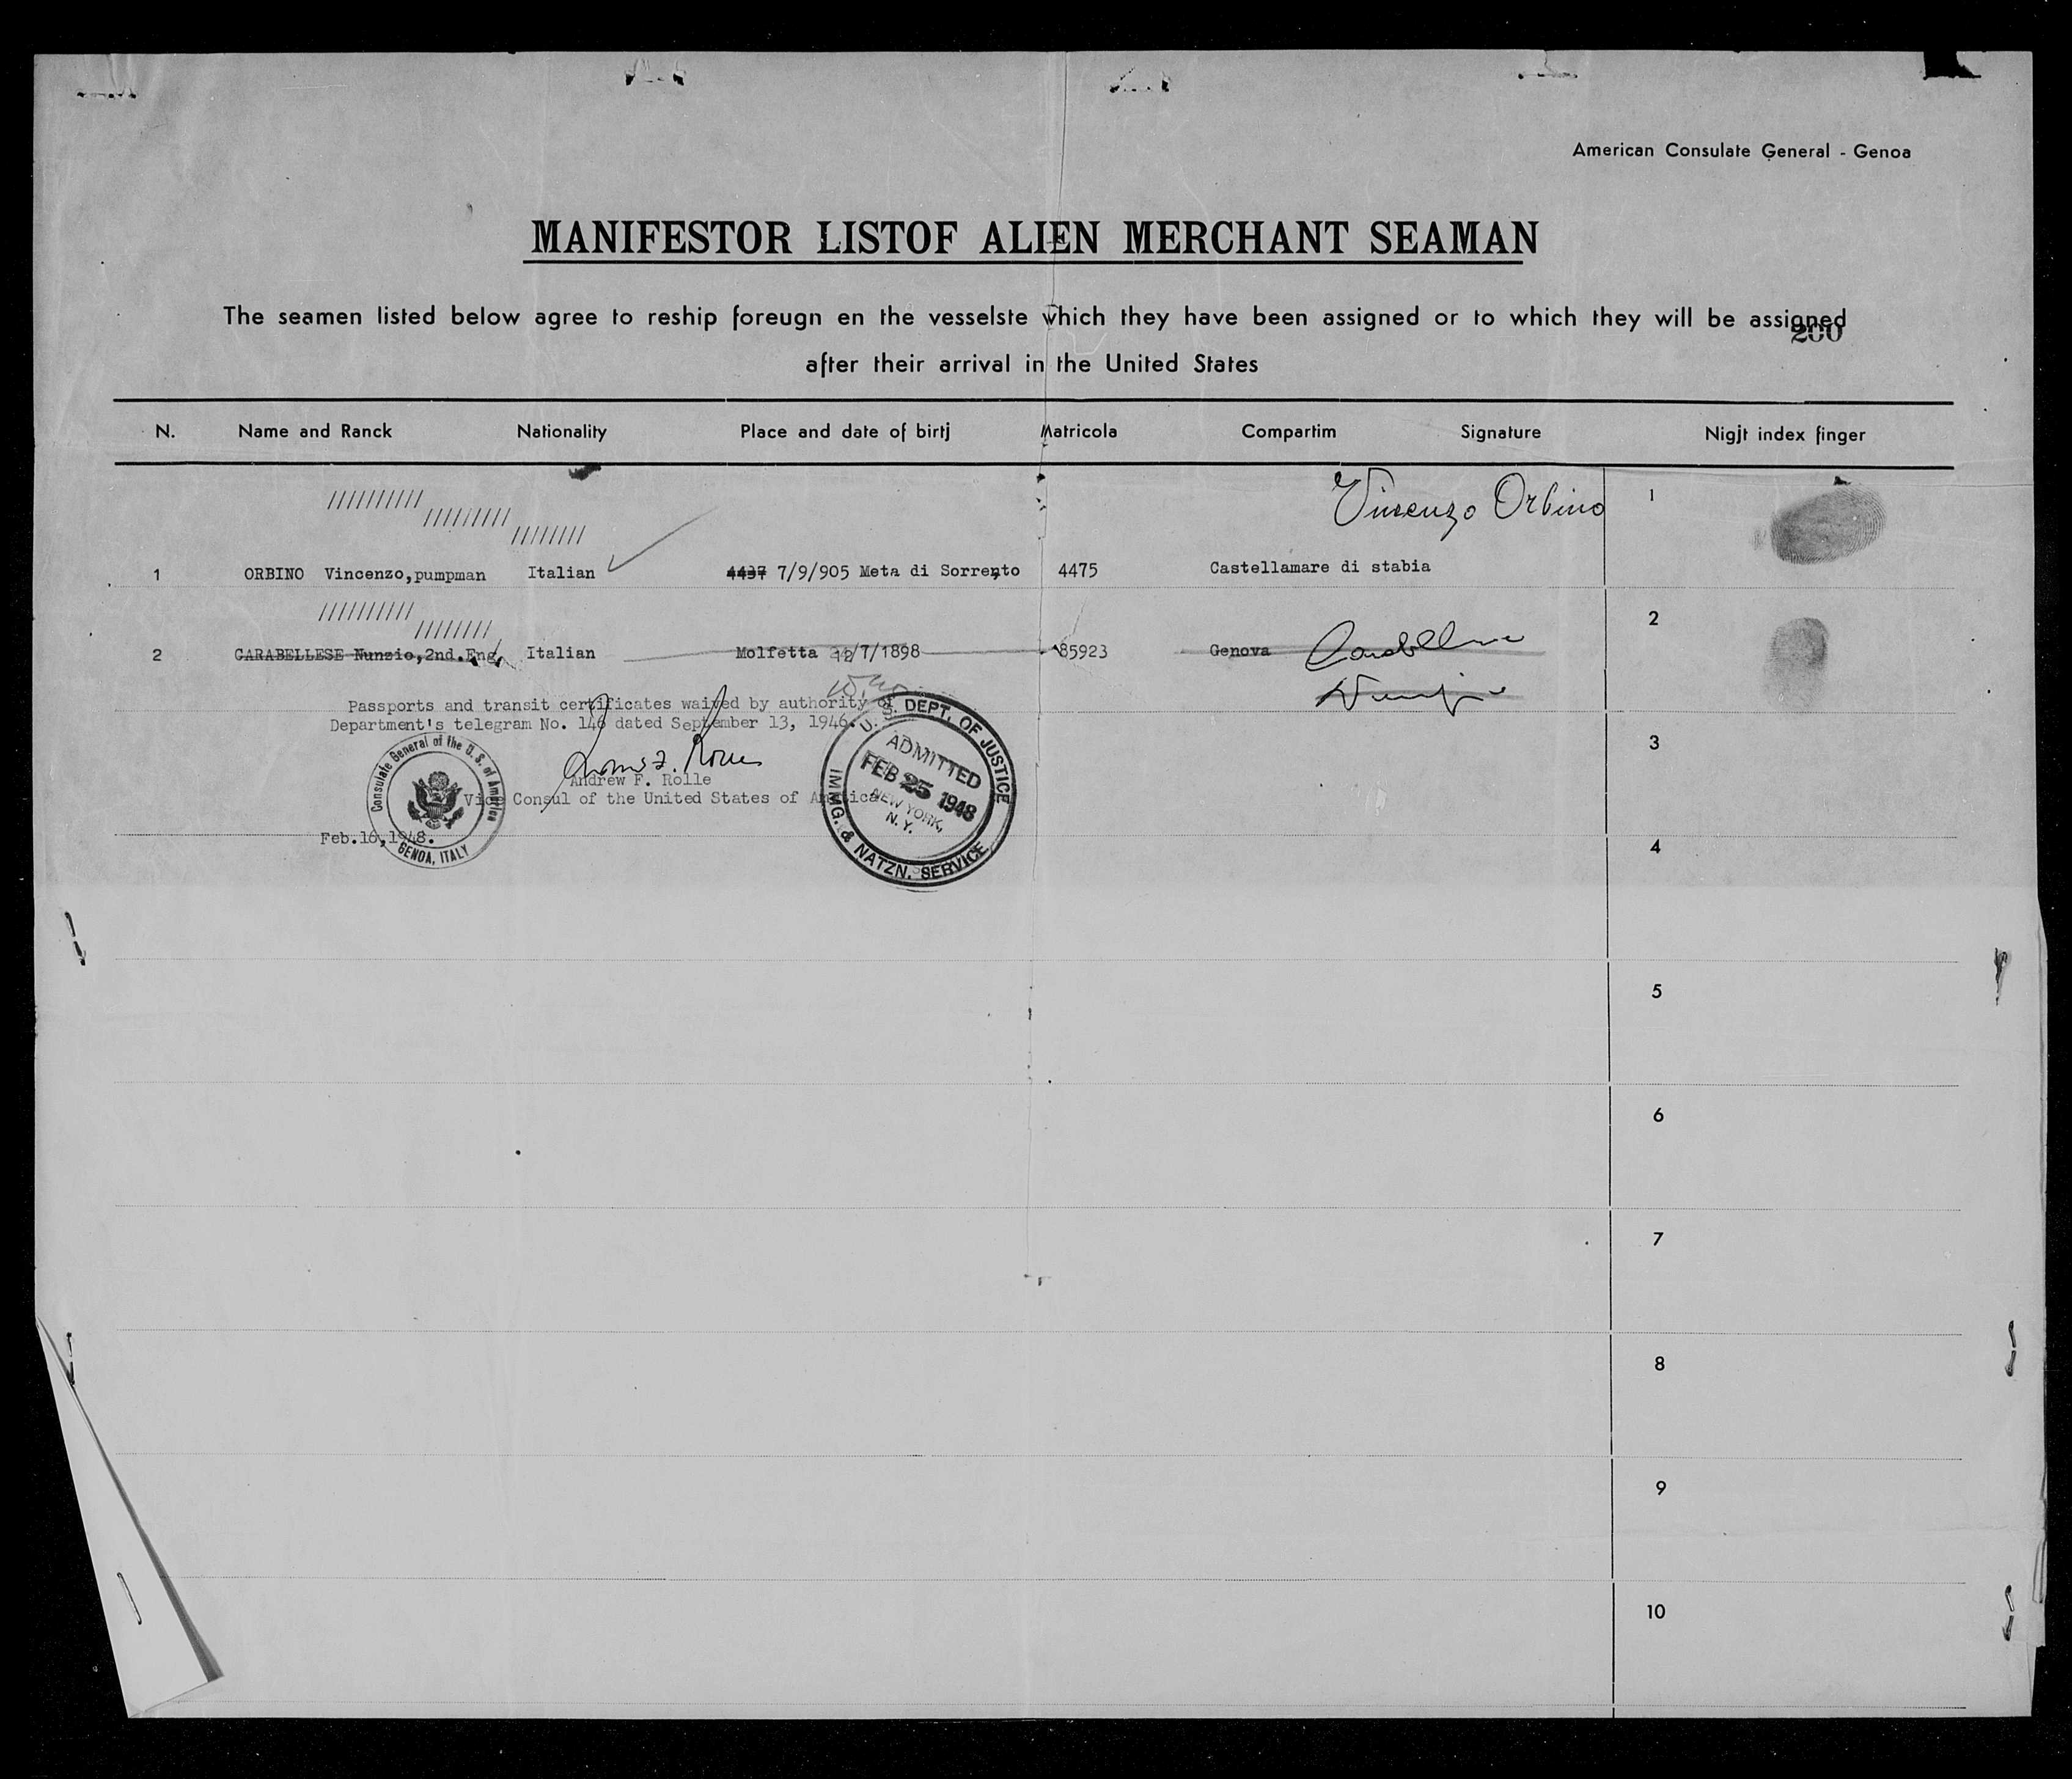 American Consulate General - Genoa
MANIFESTOR LISTOF ALIEN MERCHANT SEAMAN
The seamen listed below agree to reship foreugn en the vesselste which they have been assigned or to which they will be assigned
200
after their arrival in the United States
N. Name and Ranck Nationality Place and date of birtj Matricola Compartim Signature Nigjt index finger
Vincenzo Orbino 1
//////////
/////////
////////
1 ORBINO Vincenzo,pumpman Italian 4437 7/9/905 Meta di Sorrento 4475 Castellamare di stabia
//////////
////////
2
2 CARABELLESE Nunzio,2nd.Eng. Italian Molfetta 12/7/1898 85923 Genova
Passports and transit certificates waived by authority of
Department's telegram No. 146 dated September 13, 1946.
3
Andrew F. Rolle
Vice Consul of the United States of America
Feb.16,1948.
Consulate General of the U.S. of America
GENOA, ITALY
U.S. DEPT. OF JUSTICE
ADMITTED
FEB 25 1948
NEW YORK,
N.Y.
IMMG. & NATZN. SERVICE
4
5
6
7
8
9
10